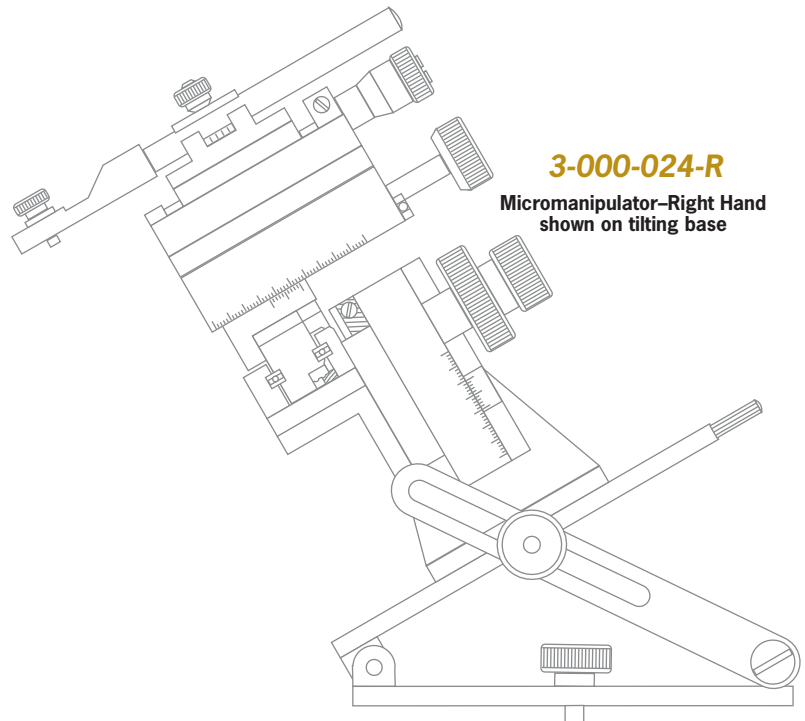 3-000-024-R
Micromanipulator–Right Hand
shown on tilting base